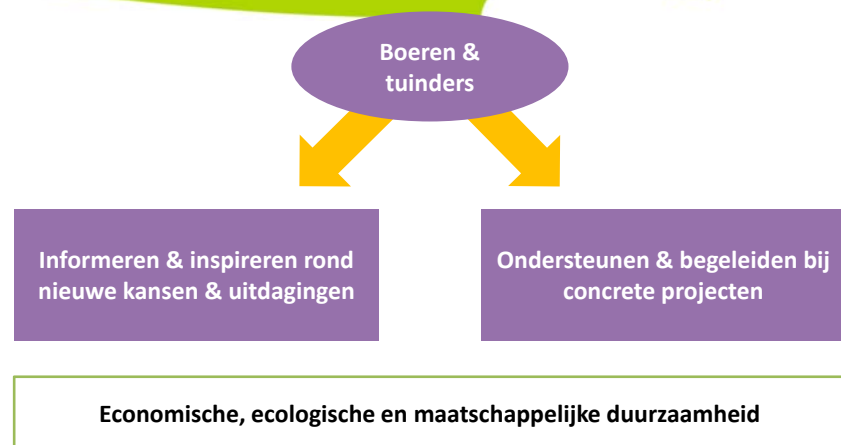 Boeren &
tuinders
Informeren & inspireren rond
nieuwe kansen & uitdagingen
Ondersteunen & begeleiden bij
concrete projecten
Economische, ecologische en maatschappelijke duurzaamheid